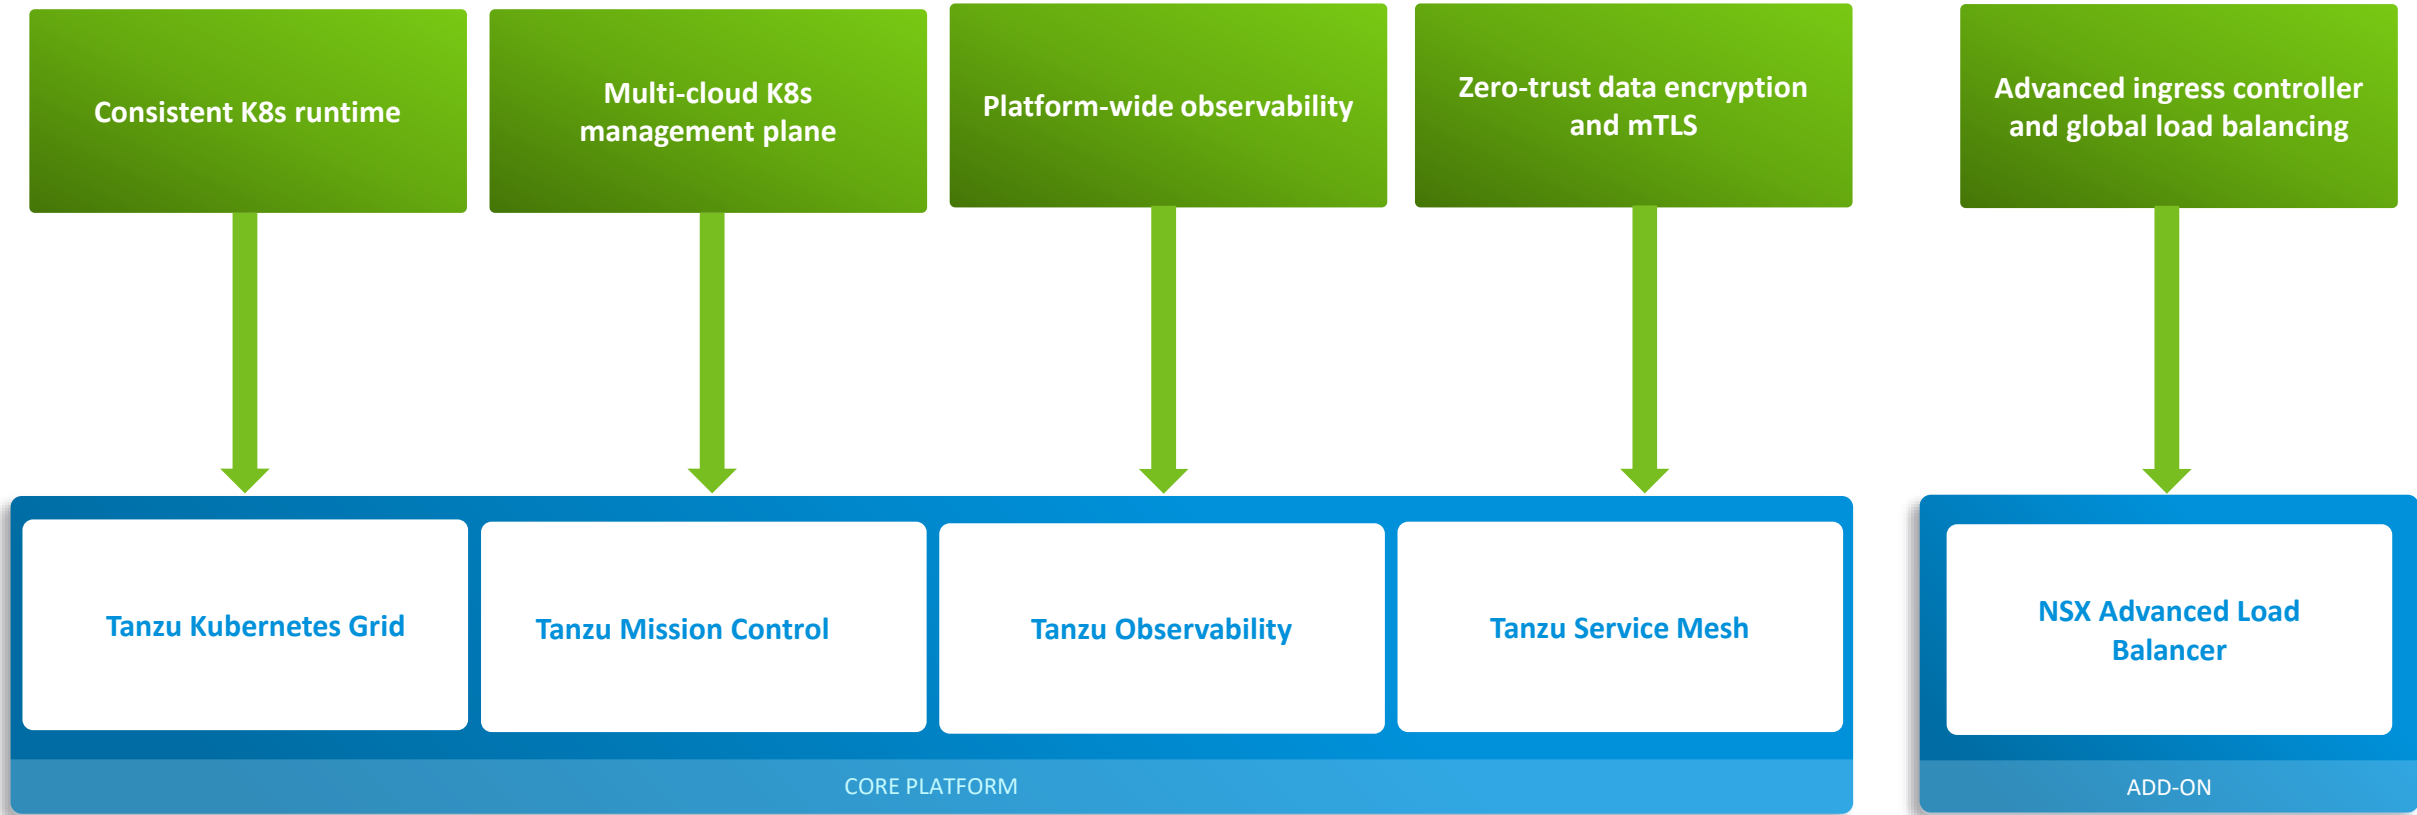 Consistent K8s runtime
Multi-cloud K8s
management plane
Platform-wide observability
Zero-trust data encryption
and mTLS
Advanced ingress controller
and global load balancing
Tanzu Kubernetes Grid
Tanzu Mission Control
Tanzu Observability
Tanzu Service Mesh
NSX Advanced Load
Balancer
CORE PLATFORM
ADD-ON